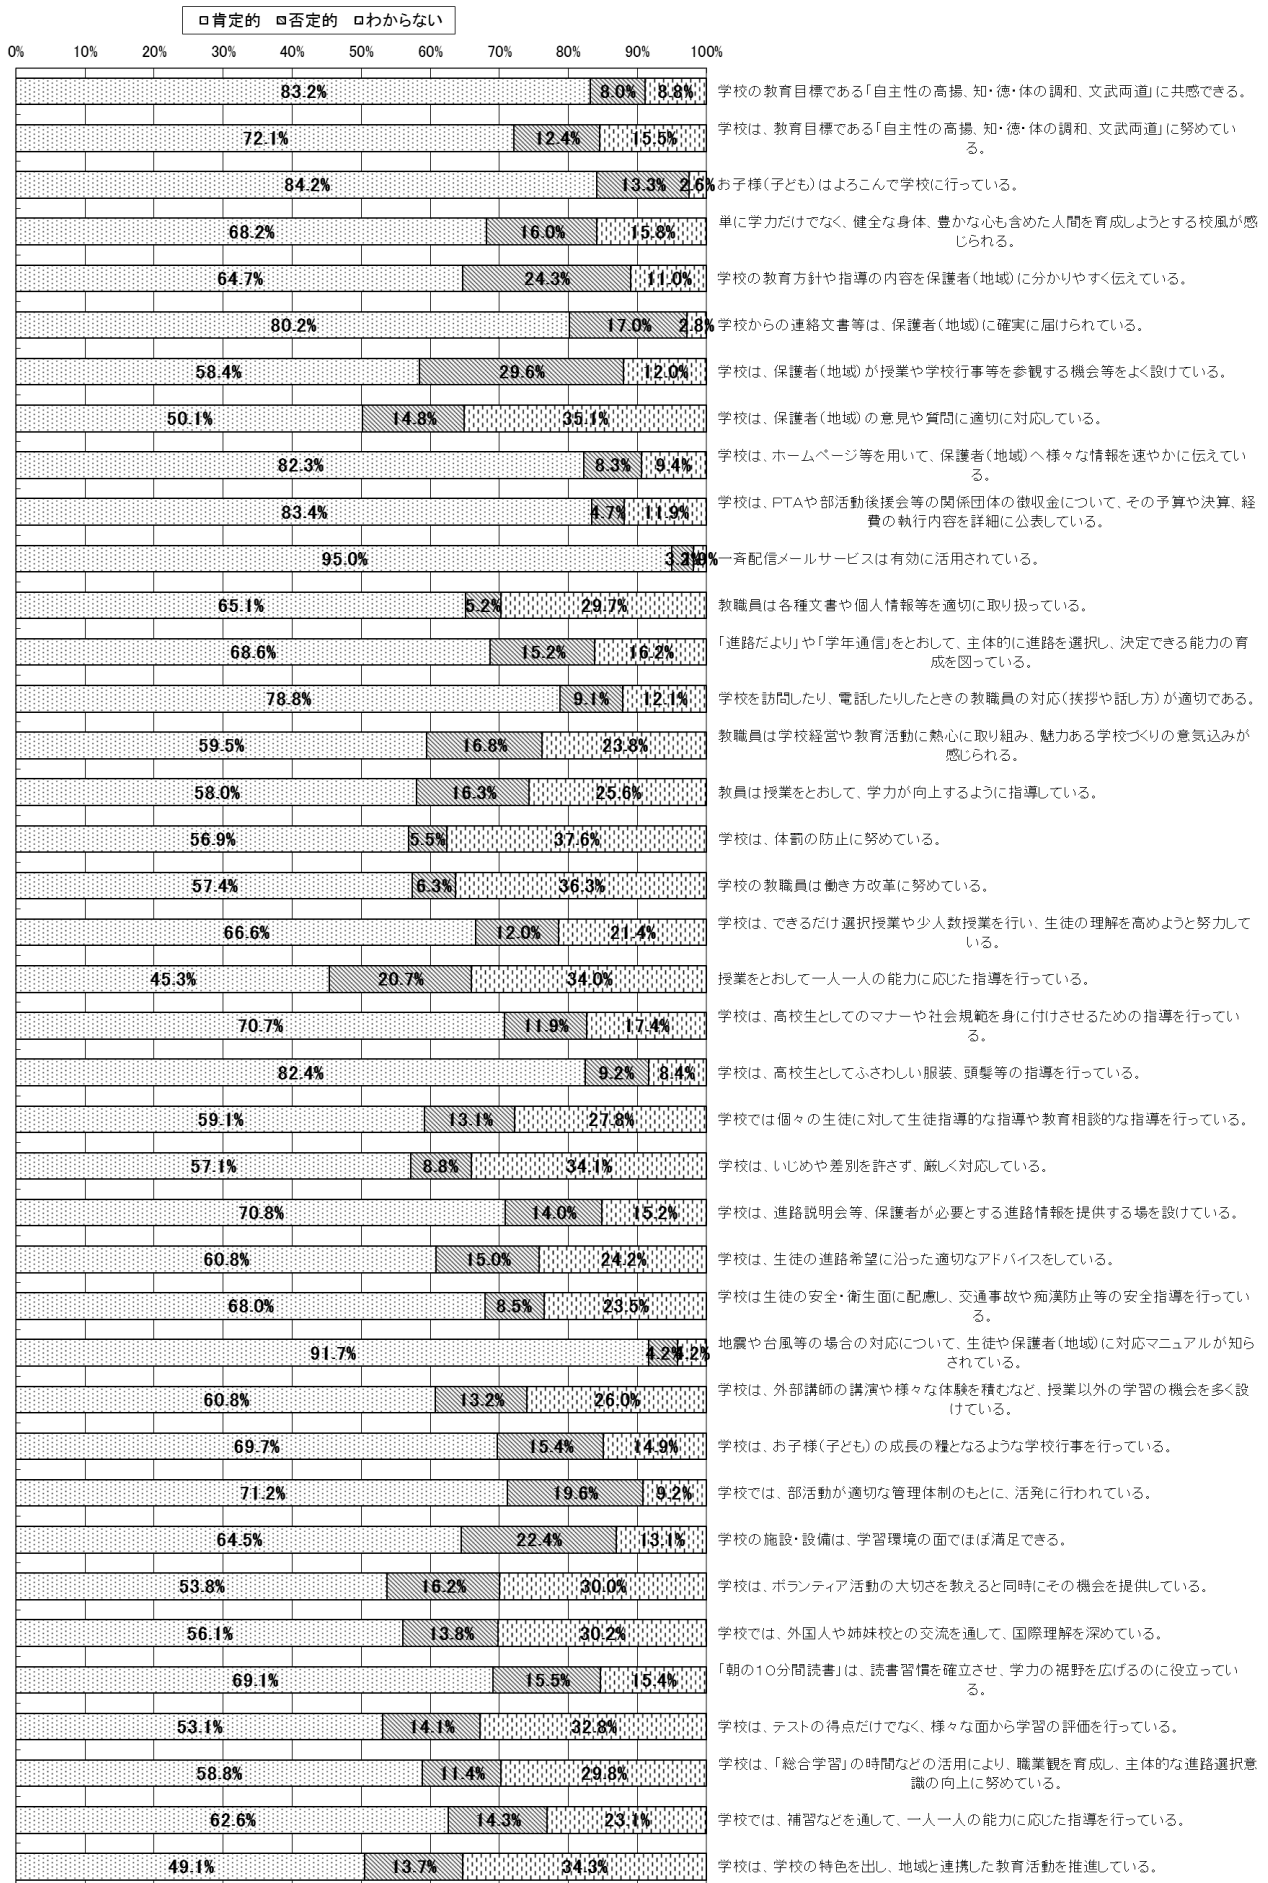 肯定的 否定的 わからない
0% 10% 20% 30% 40% 50% 60% 70% 80% 90% 100%
83.2% 8.0% 8.8% 学校の教育目標である「自主性の高揚、知・徳・体の調和、文武両道」に共感できる。
72.1% 12.4% 15.5% 学校は、教育目標である「自主性の高揚、知・徳・体の調和、文武両道」に努めてい
る。
84.2% 13.3% 2.6% お子様(子ども)はよろこんで学校に行っている。
68.2% 16.0% 15.8% 単に学力だけでなく、健全な身体、豊かな心も含めた人間を育成しようとする校風が感
じられる。
64.7% 24.3% 11.0% 学校の教育方針や指導の内容を保護者(地域)に分かりやすく伝えている。
80.2% 17.0% 2.8% 学校からの連絡文書等は、保護者(地域)に確実に届けられている。
58.4% 29.6% 12.0% 学校は、保護者(地域)が授業や学校行事等を参観する機会等をよく設けている。
50.1% 14.8% 35.1% 学校は、保護者(地域)の意見や質問に適切に対応している。
82.3% 8.3% 9.4% 学校は、ホームページ等を用いて、保護者(地域)へ様々な情報を速やかに伝えてい
る。
83.4% 4.7% 11.9% 学校は、PTAや部活動後援会等の関係団体の徴収金について、その予算や決算、経
費の執行内容を詳細に公表している。
95.0% 一斉配信メールサービスは有効に活用されている。
65.1% 5.2% 29.7% 教職員は各種文書や個人情報等を適切に取り扱っている。
68.6% 15.2% 16.2% 「進路だより」や「学年通信」をとおして、主体的に進路を選択し、決定できる能力の育
成を図っている。
78.8% 9.1% 12.1% 学校を訪問したり、電話したりしたときの教職員の対応(挨拶や話し方)が適切である。
59.5% 16.8% 23.8% 教職員は学校経営や教育活動に熱心に取り組み、魅力ある学校づくりの意気込みが
感じられる。
58.0% 16.3% 25.6% 教員は授業をとおして、学力が向上するように指導している。
56.9% 5.5% 37.6% 学校は、体罰の防止に努めている。
57.4% 6.3% 36.3% 学校の教職員は働き方改革に努めている。
66.6% 12.0% 21.4% 学校は、できるだけ選択授業や少人数授業を行い、生徒の理解を高めようと努力して
いる。
45.3% 20.7% 34.0% 授業をとおして一人一人の能力に応じた指導を行っている。
70.7% 11.9% 17.4% 学校は、高校生としてのマナーや社会規範を身に付けさせるための指導を行ってい
る。
82.4% 9.2% 8.4% 学校は、高校生としてふさわしい服装、頭髪等の指導を行っている。
59.1% 13.1% 27.8% 学校では個々の生徒に対して生徒指導的な指導や教育相談的な指導を行っている。
57.1% 8.8% 34.1% 学校は、いじめや差別を許さず、厳しく対応している。
70.8% 14.0% 15.2% 学校は、進路説明会等、保護者が必要とする進路情報を提供する場を設けている。
60.8% 15.0% 24.2% 学校は、生徒の進路希望に沿った適切なアドバイスをしている。
68.0% 8.5% 23.5% 学校は生徒の安全・衛生面に配慮し、交通事故や痴漢防止等の安全指導を行ってい
る。
91.7% 4.2% 4.2% 地震や台風等の場合の対応について、生徒や保護者(地域)に対応マニュアルが知ら
されている。
60.8% 13.2% 26.0% 学校は、外部講師の講演や様々な体験を積むなど、授業以外の学習の機会を多く設
けている。
69.7% 15.4% 14.9% 学校は、お子様(子ども)の成長の糧となるような学校行事を行っている。
71.2% 19.6% 9.2% 学校では、部活動が適切な管理体制のもとに、活発に行われている。
64.5% 22.4% 13.1% 学校の施設・設備は、学習環境の面でほぼ満足できる。
53.8% 16.2% 30.0% 学校は、ボランティア活動の大切さを教えると同時にその機会を提供している。
56.1% 13.8% 30.2% 学校では、外国人や姉妹校との交流を通して、国際理解を深めている。
69.1% 15.5% 15.4% 「朝の10分間読書」は、読書習慣を確立させ、学力の裾野を広げるのに役立ってい
る。
53.1% 14.1% 32.8% 学校は、テストの得点だけでなく、様々な面から学習の評価を行っている。
58.8% 11.4% 29.8% 学校は、「総合学習」の時間などの活用により、職業観を育成し、主体的な進路選択意
識の向上に努めている。
62.6% 14.3% 23.1% 学校では、補習などを通して、一人一人の能力に応じた指導を行っている。
49.1% 13.7% 34.3% 学校は、学校の特色を出し、地域と連携した教育活動を推進している。